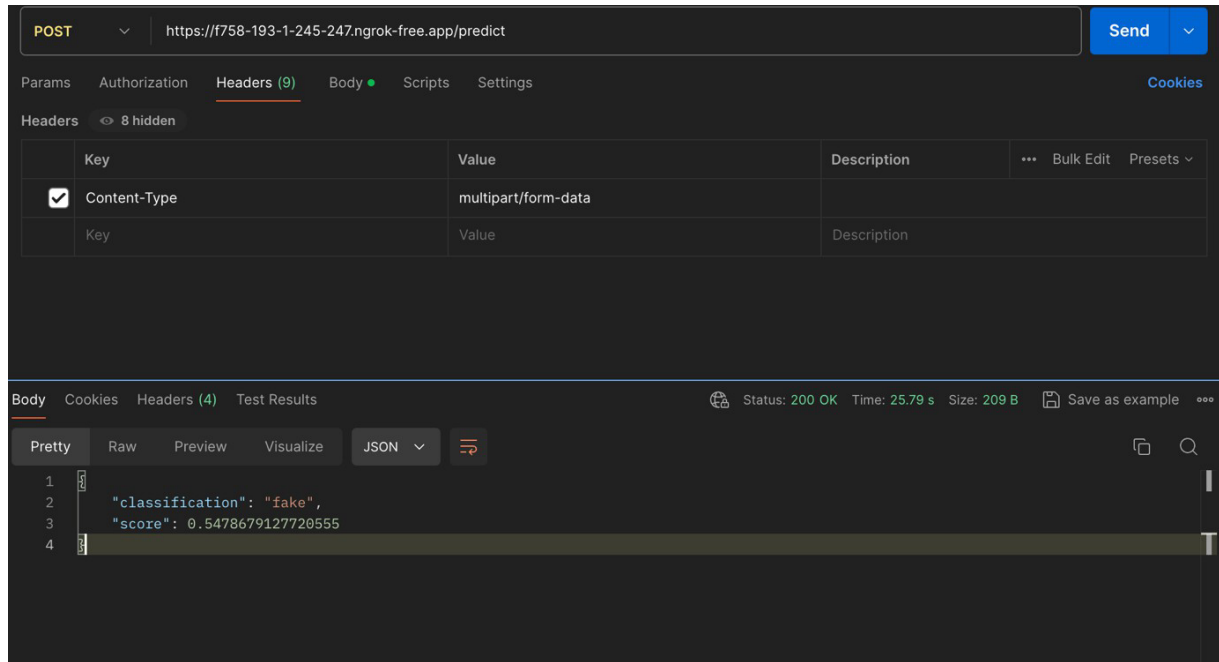 POST https://f758-193-1-245-247.ngrok-free.app/predict Send
Params Authorization Headers (9) Body Scripts Settings Cookies
Headers 8 hidden
Key Value Description ••• Bulk Edit Presets
Content-Type multipart/form-data
Key Value Description
Body Cookies Headers (4) Test Results Status: 200 OK Time: 25.79 s Size: 209 B Save as example •••
Pretty Raw Preview Visualize JSON
1 {
2 "classification": "fake",
3 "score": 0.5478679127720555
4 }